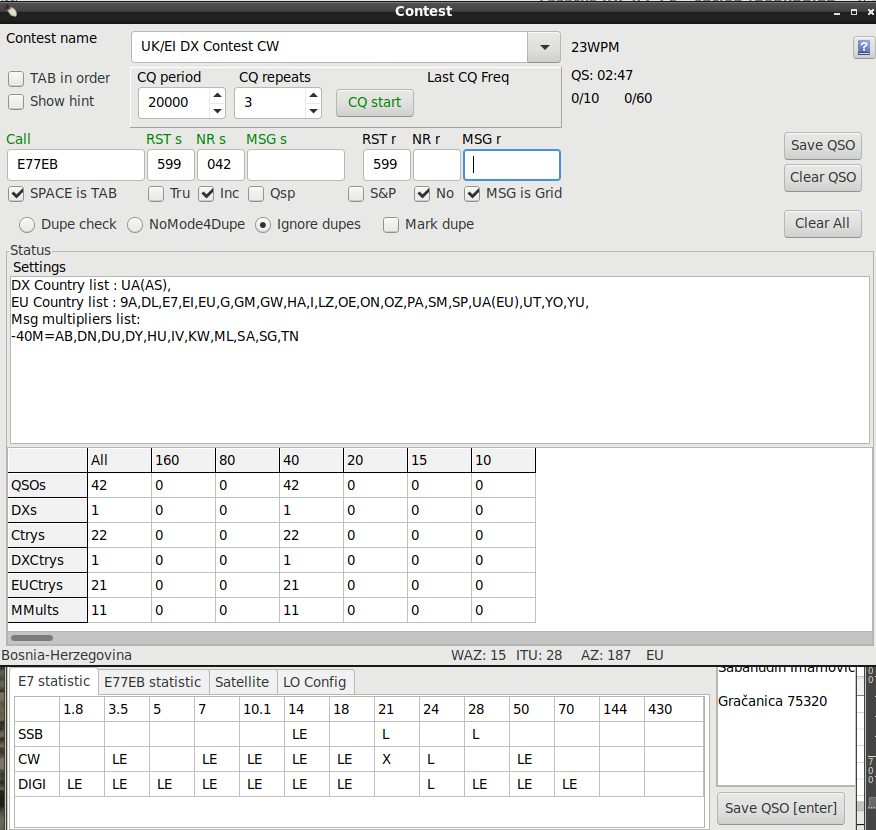 Contest
Contest name
UK/EI DX Contest CW
23WPM
TAB in order
CQ period
CQ repeats
Last CQ Freq
QS: 02:47
Show hint
20000
3
CQ start
0/10 0/60
Call
RST s
NR s
MSG s
RST r
NR r
MSG r
Save QSO
E77EB
599
042
599
Clear QSO
SPACE is TAB
Tru
Inc
Qsp
S&P
No
MSG is Grid
Dupe check
NoMode4Dupe
Ignore dupes
Mark dupe
Clear All
Status
Settings
DX Country list : UA(AS),
EU Country list : 9A,DL,E7,EI,EU,G,GM,GW,HA,I,LZ,OE,ON,OZ,PA,SM,SP,UA(EU),UT,YO,YU,
Msg multipliers list:
-40M=AB,DN,DU,DY,HU,IV,KW,ML,SA,SG,TN
All 160 80 40 20 15 10
QSOs 42 0 0 42 0 0 0
DXs 1 0 0 1 0 0 0
Ctrys 22 0 0 22 0 0 0
DXCtrys 1 0 0 1 0 0 0
EUCtrys 21 0 0 21 0 0 0
MMults 11 0 0 11 0 0 0
Bosnia-Herzegovina WAZ: 15 ITU: 28 AZ: 187 EU
E7 statistic
E77EB statistic
Satellite
LO Config
Gračanica 75320
1.8 3.5 5 7 10.1 14 18 21 24 28 50 70 144 430
SSB LE L L
CW LE LE LE LE LE X L LE
DIGI LE LE LE LE LE LE LE L LE LE LE
Save QSO [enter]